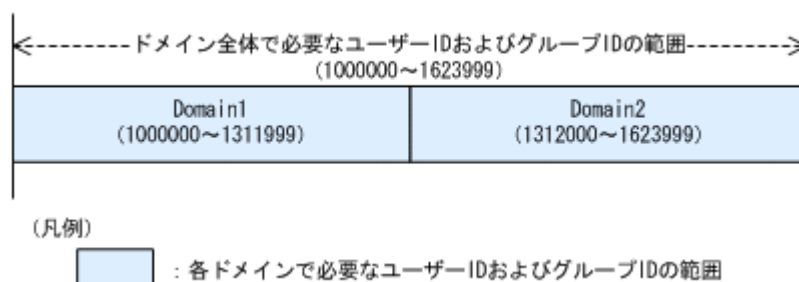 <---------ドメイン全体で必要なユーザーIDおよびグループIDの範囲--------->
(1000000～1623999)
Domain1 Domain2
(1000000～1311999) (1312000～1623999)
(凡例)
：各ドメインで必要なユーザーIDおよびグループIDの範囲